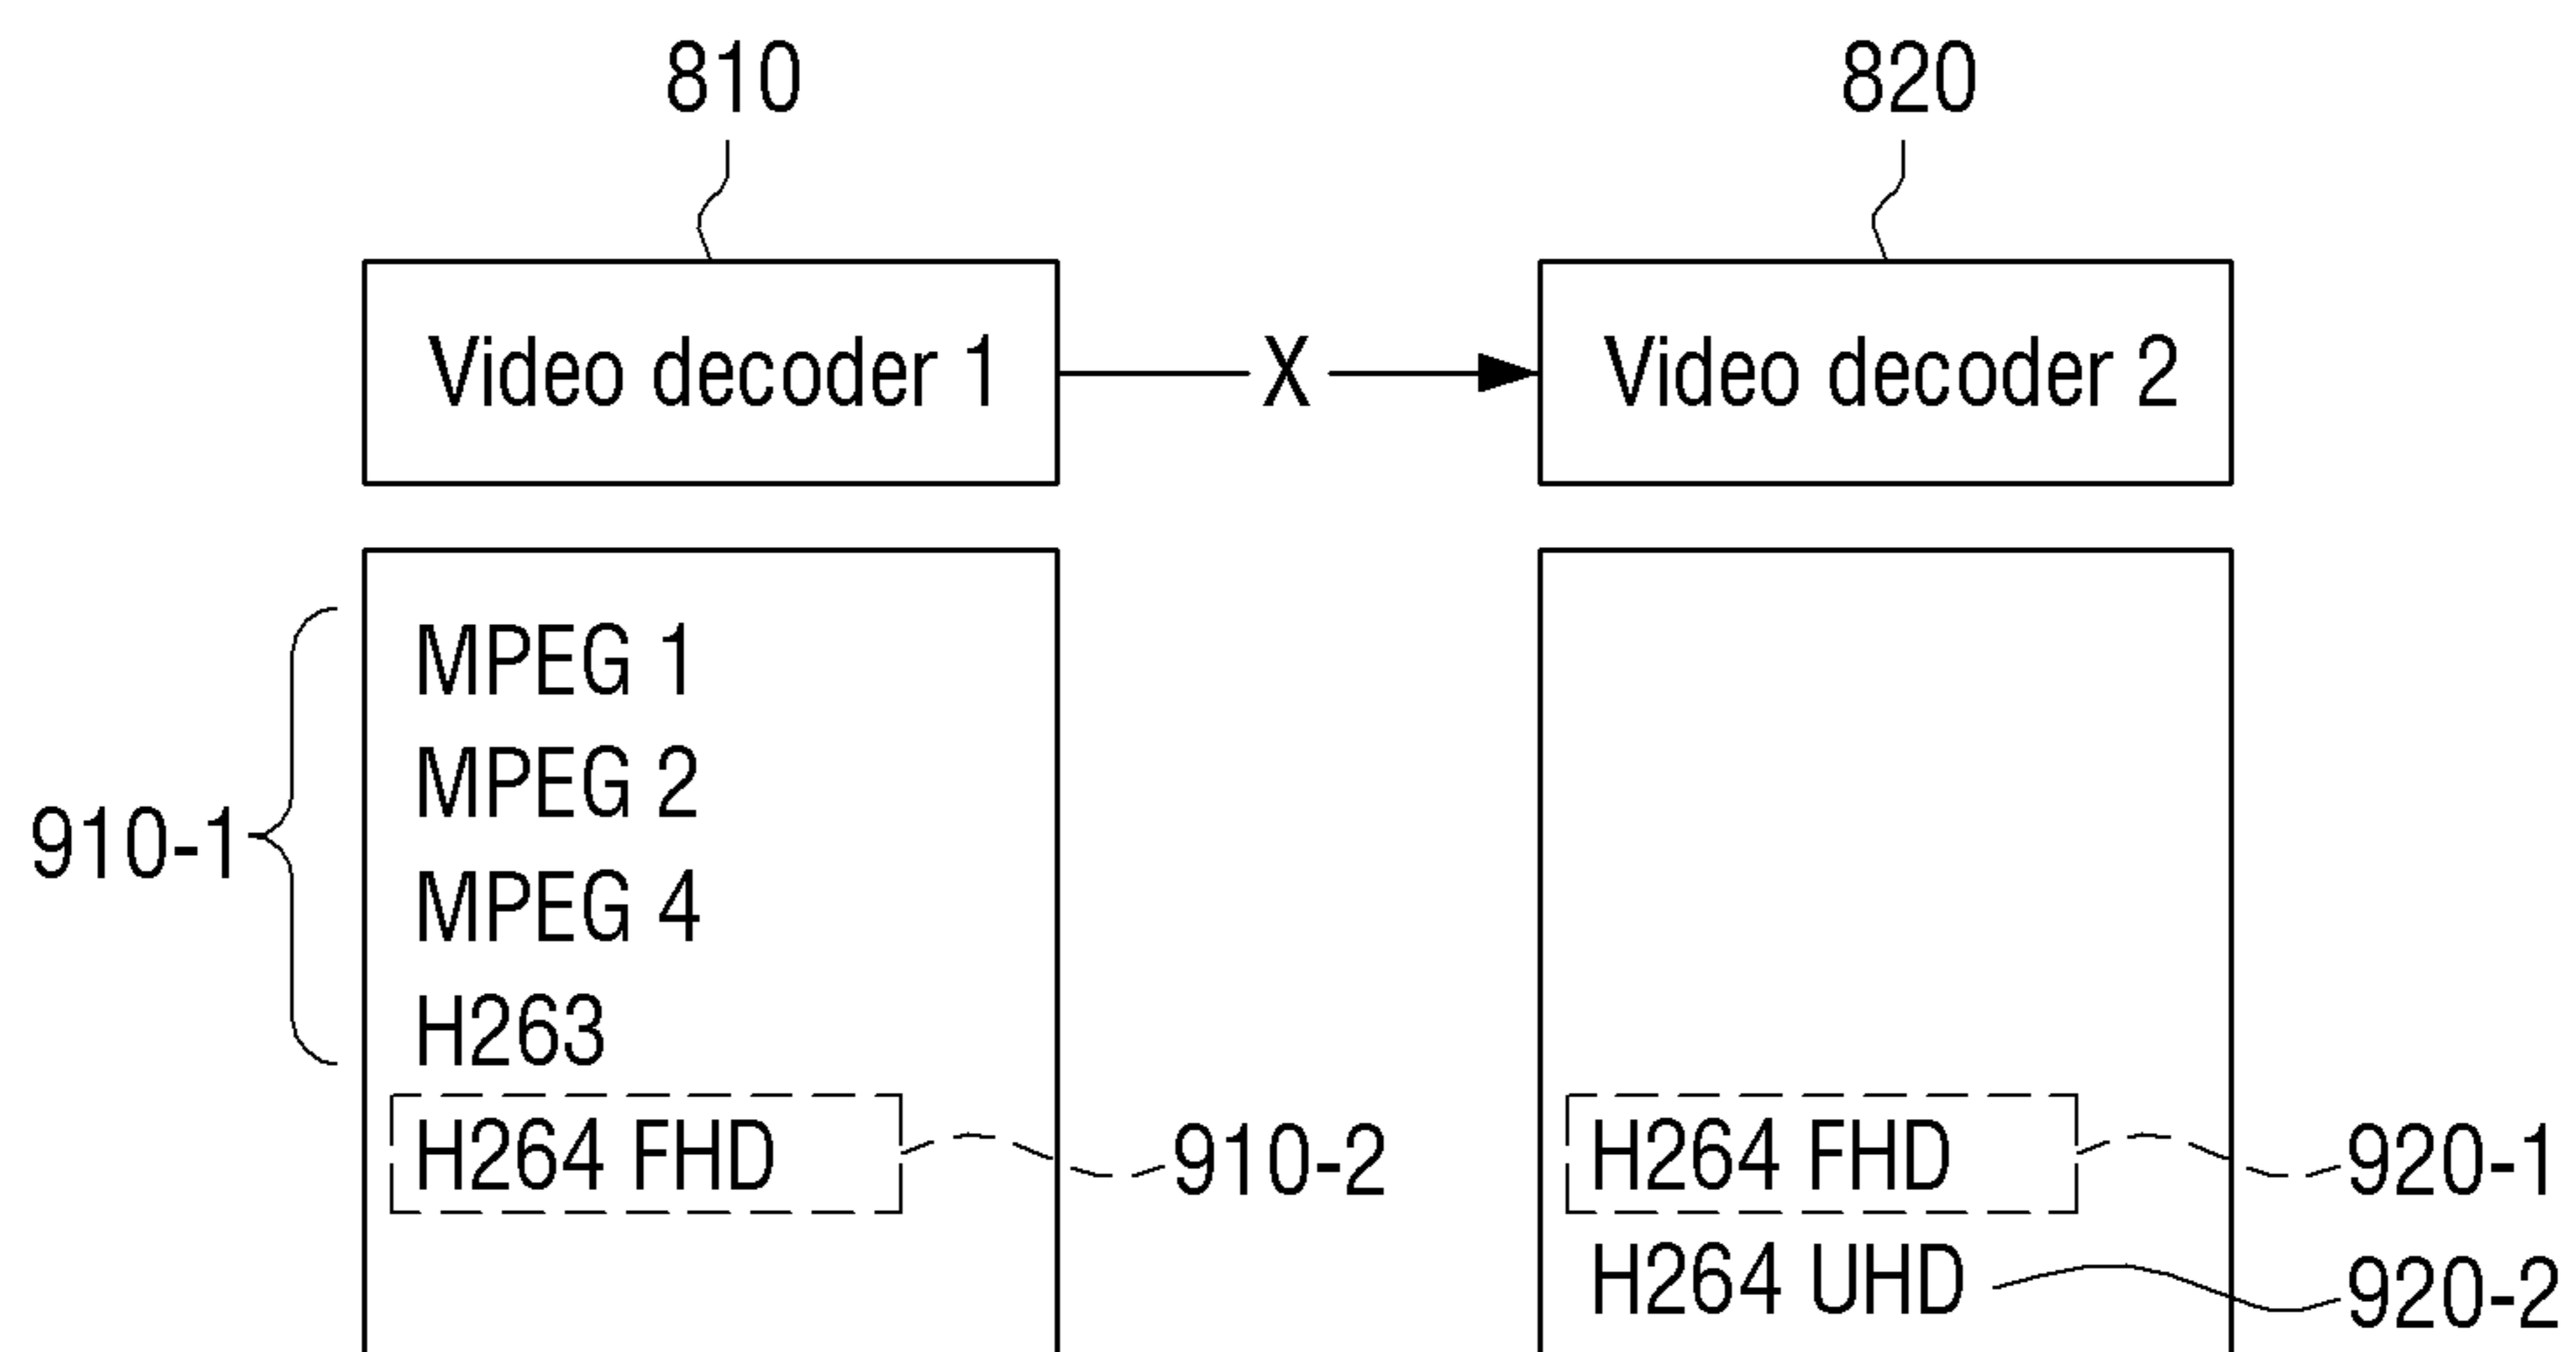 810 820
Video decoder 1 X Video decoder 2
MPEG 1
MPEG 2
910-1
MPEG 4
H263
H264 FHD 910-2 H264 FHD 920-1
H264 UHD 920-2